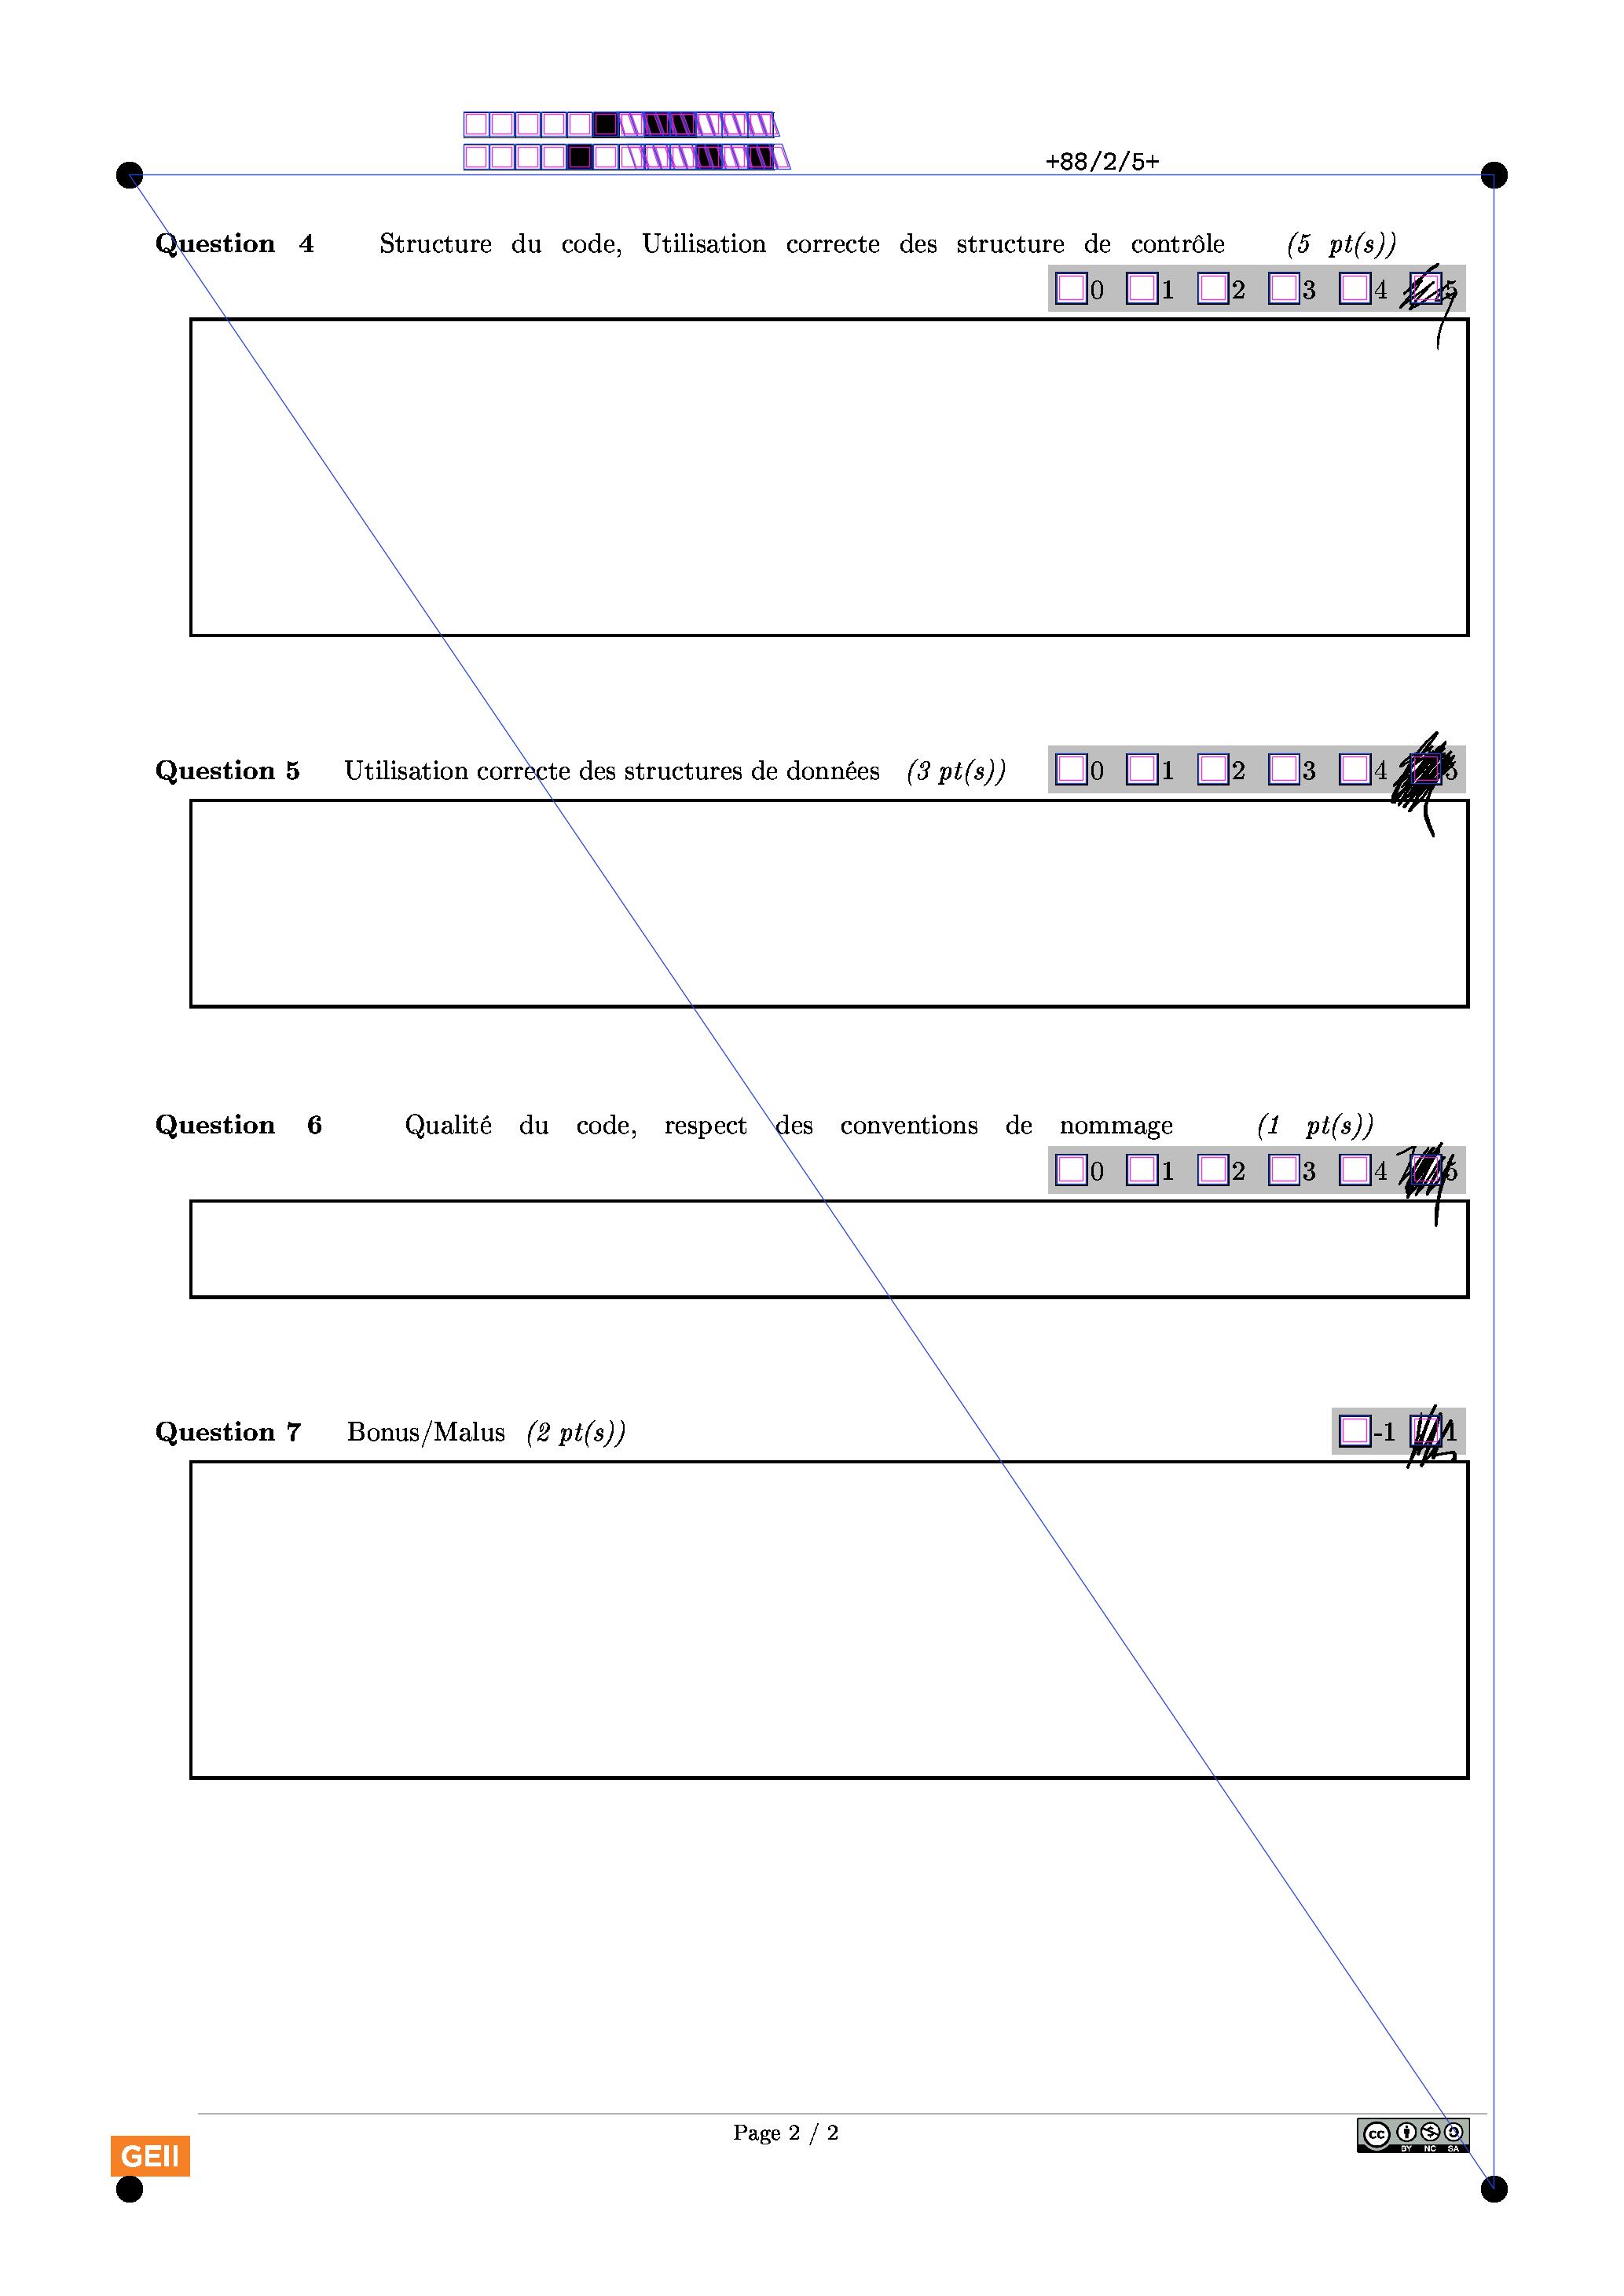 +88/2/5+
Question 4 Structure du code, Utilisation correcte des structure de contrôle (5 pt(s))
0 1 2 3 4 5
Question 5 Utilisation correcte des structures de données (3 pt(s)) 0 1 2 3 4 5
Question 6 Qualité du code, respect des conventions de nommage (1 pt(s))
0 1 2 3 4 5
Question 7 Bonus/Malus (2 pt(s)) -1 1
Page 2 / 2
cc BY NC SA
GEII